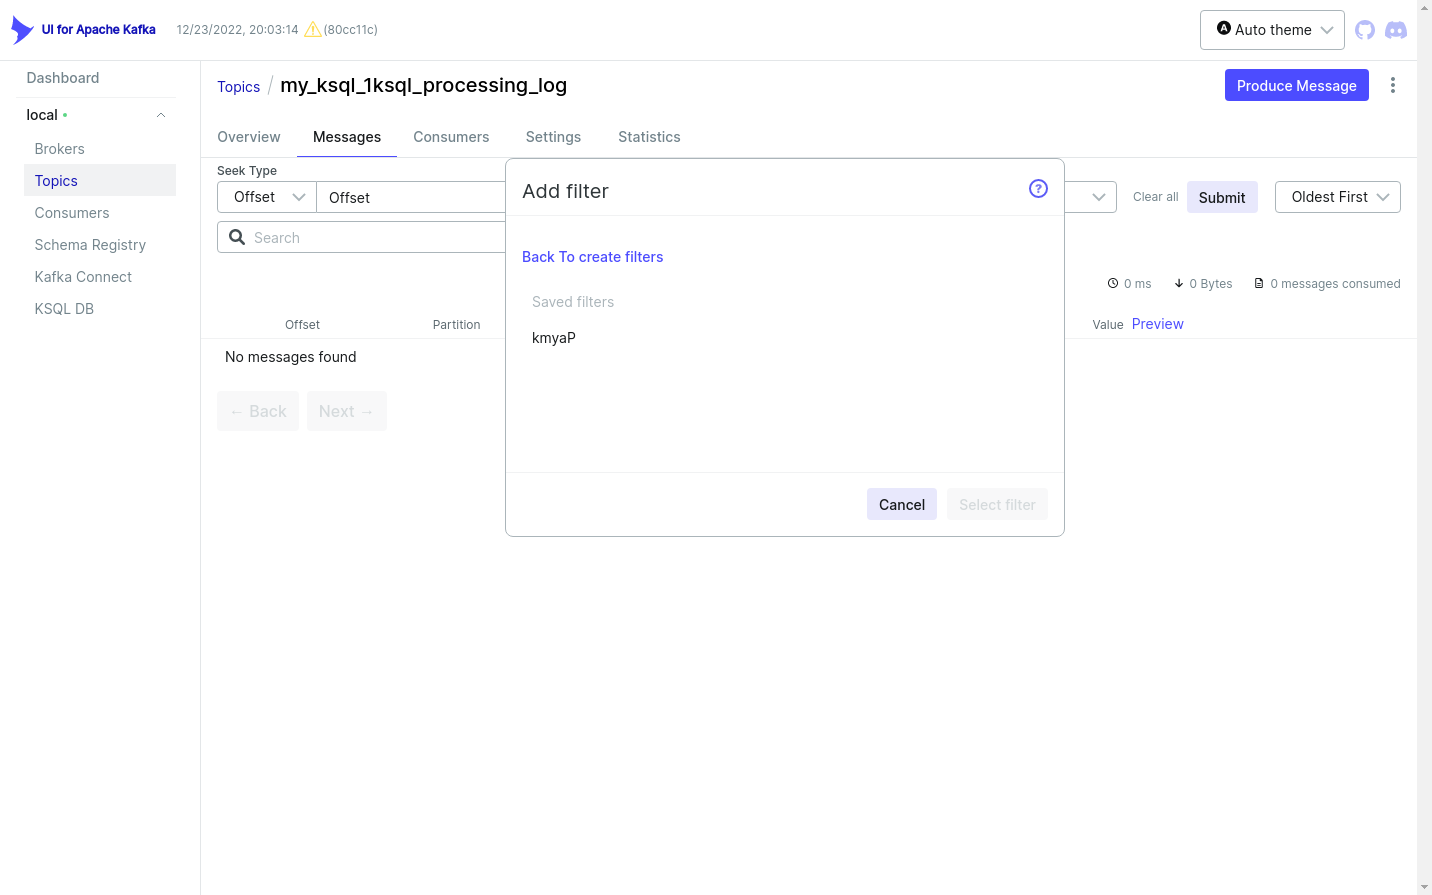 UI for Apache Kafka
12/23/2022, 20:03:14 (80cc11c)
Auto theme
Dashboard
local
Brokers
Topics
Consumers
Schema Registry
Kafka Connect
KSQL DB
Topics / my_ksql_1ksql_processing_log
Produce Message
Overview Messages Consumers Settings Statistics
Seek Type
Offset Offset
Clear all Submit Oldest First
Search
0 ms 0 Bytes 0 messages consumed
Offset Partition Value Preview
No messages found
← Back Next →
Add filter
?
Back To create filters
Saved filters
kmyaP
Cancel Select filter